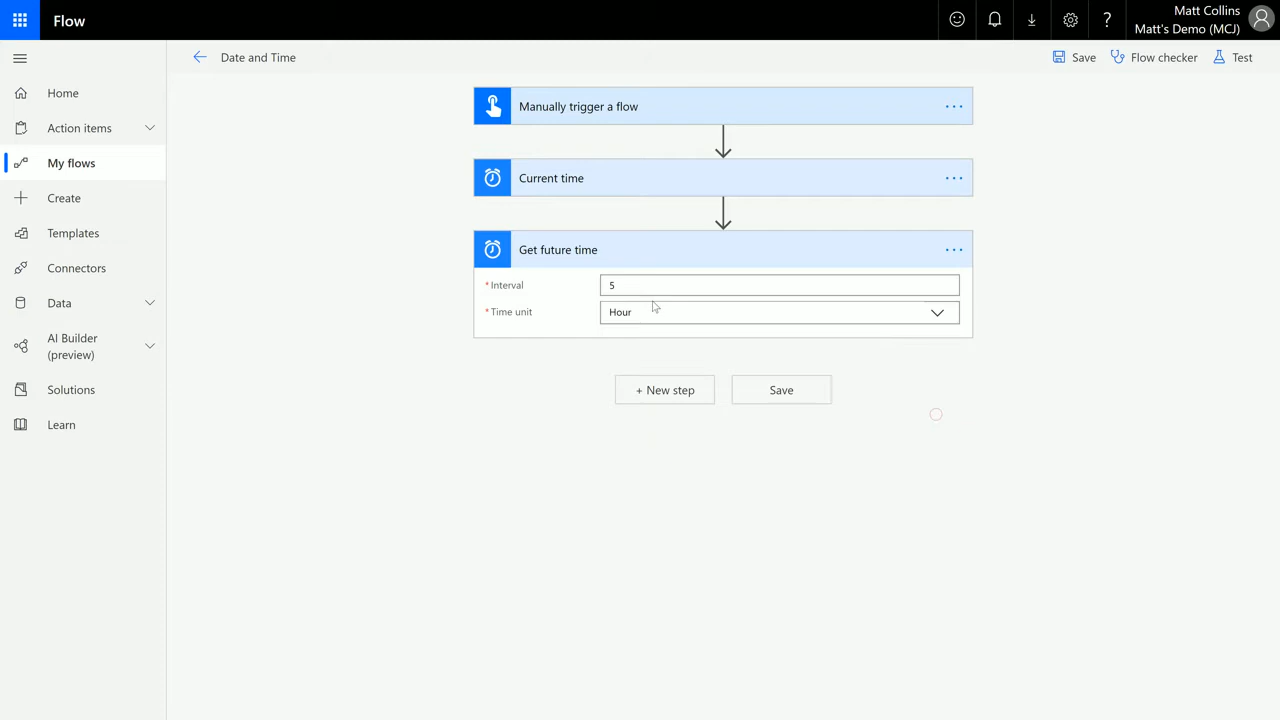 Flow
Matt Collins
Matt's Demo (MCJ)
Date and Time
Save
Flow checker
Test
Home
Action items
My flows
Create
Templates
Connectors
Data
AI Builder
(preview)
Solutions
Learn
Manually trigger a flow
Current time
Get future time
* Interval
5
* Time unit
Hour
+ New step
Save